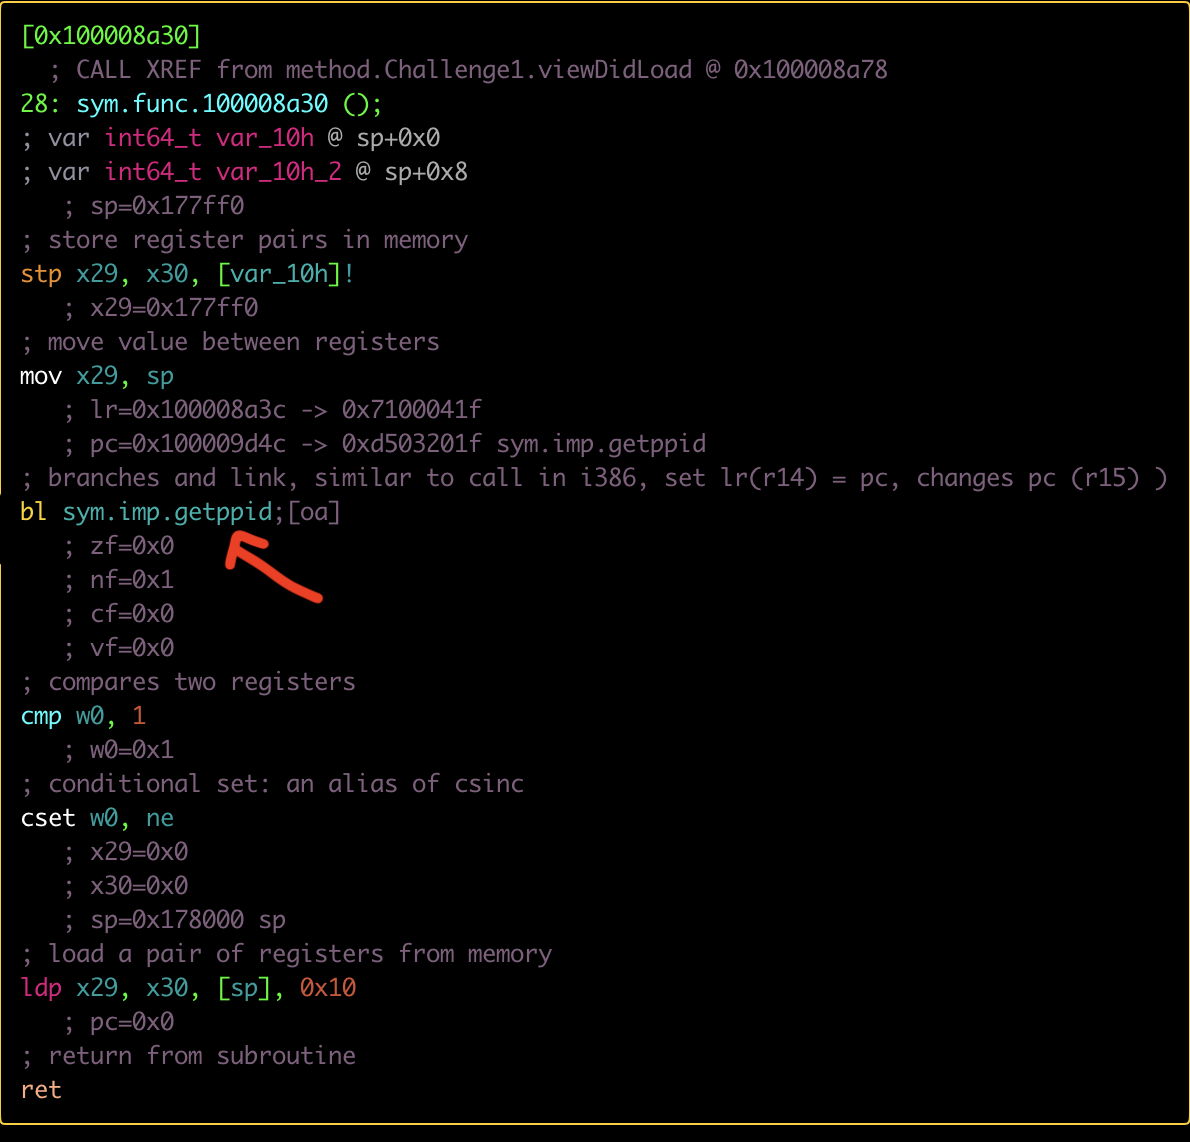 [0x100008a30]
; CALL XREF from method.Challenge1.viewDidLoad @ 0x100008a78
28: sym.func.100008a30 ();
; var int64_t var_10h @ sp+0x0
; var int64_t var_10h_2 @ sp+0x8
; sp=0x177ff0
; store register pairs in memory
stp x29, x30, [var_10h]!
; x29=0x177ff0
; move value between registers
mov x29, sp
; lr=0x100008a3c -> 0x7100041f
; pc=0x100009d4c -> 0xd503201f sym.imp.getppid
; branches and link, similar to call in i386, set lr(r14) = pc, changes pc (r15) )
bl sym.imp.getppid;[oa]
; zf=0x0
; nf=0x1
; cf=0x0
; vf=0x0
; compares two registers
cmp w0, 1
; w0=0x1
; conditional set: an alias of csinc
cset w0, ne
; x29=0x0
; x30=0x0
; sp=0x178000 sp
; load a pair of registers from memory
ldp x29, x30, [sp], 0x10
; pc=0x0
; return from subroutine
ret